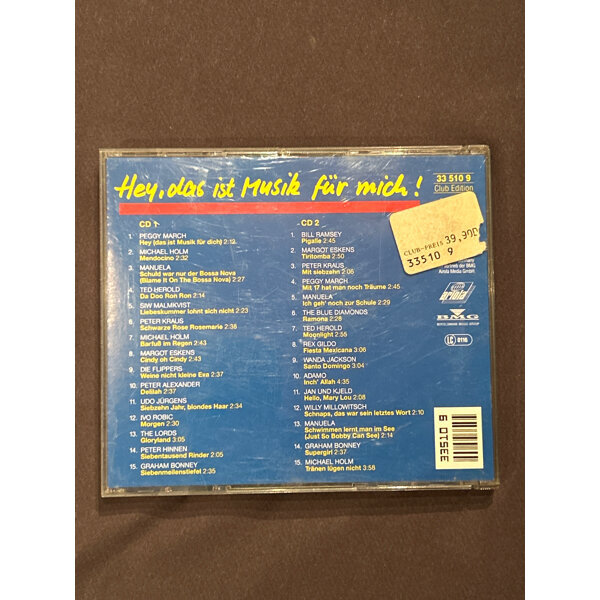 Hey, das ist Musik für mich!
33 510 9
Club Edition
CLUB-PREIS 39,90D
33510 9
CD 1
1. PEGGY MARCH
Hey (das ist Musik für dich) 2:12
2. MICHAEL HOLM
Mendocino 2:32
3. MANUELA
Schuld war nur der Bossa Nova
(Blame It On The Bossa Nova) 2:21
4. TED HEROLD
Da Doo Ron Ron 2:14
5. SIW MALMKVIST
Liebeskummer lohnt sich nicht 2:23
6. PETER KRAUS
Schwarze Rose Rosemarie 2:38
7. MICHAEL HOLM
Barfuß im Regen 2:43
8. MARGOT ESKENS
Cindy oh Cindy 2:43
9. DIE FLIPPERS
Weine nicht kleine Eva 2:37
10. PETER ALEXANDER
Delilah 2:37
11. UDO JÜRGENS
Siebzehn Jahr, blondes Haar 2:34
12. IVO ROBIC
Morgen 2:30
13. THE LORDS
Gloryland 3:05
14. PETER HINNEN
Siebentausend Rinder 2:05
15. GRAHAM BONNEY
Siebenmeilenstiefel 2:35
CD 2
1. BILL RAMSEY
Pigalle 2:41
2. MARGOT ESKENS
Tiritomba 2:50
3. PETER KRAUS
Mit siebzehn 2:05
4. PEGGY MARCH
Mit 17 hat man noch Träume 2:45
5. MANUELA
Ich geh' noch zur Schule 2:29
6. THE BLUE DIAMONDS
Ramona 2:28
7. TED HEROLD
Moonlight 2:55
8. REX GILDO
Fiesta Mexicana 3:06
9. WANDA JACKSON
Santo Domingo 3:04
10. ADAMO
Inch' Allah 4:35
11. JAN UND KJELD
Hello, Mary Lou 2:08
12. WILLY MILLOWITSCH
Schnaps, das war sein letztes Wort 2:10
13. MANUELA
Schwimmen lernt man im See
(Just So Bobby Can See) 2:14
14. GRAHAM BONNEY
Supergirl 2:37
15. MICHAEL HOLM
Tränen lügen nicht 3:58
der BMG
Ariola Media GmbH
ariola
BMG
BERTELSMANN MUSIC GROUP
LC 0116
33510 9